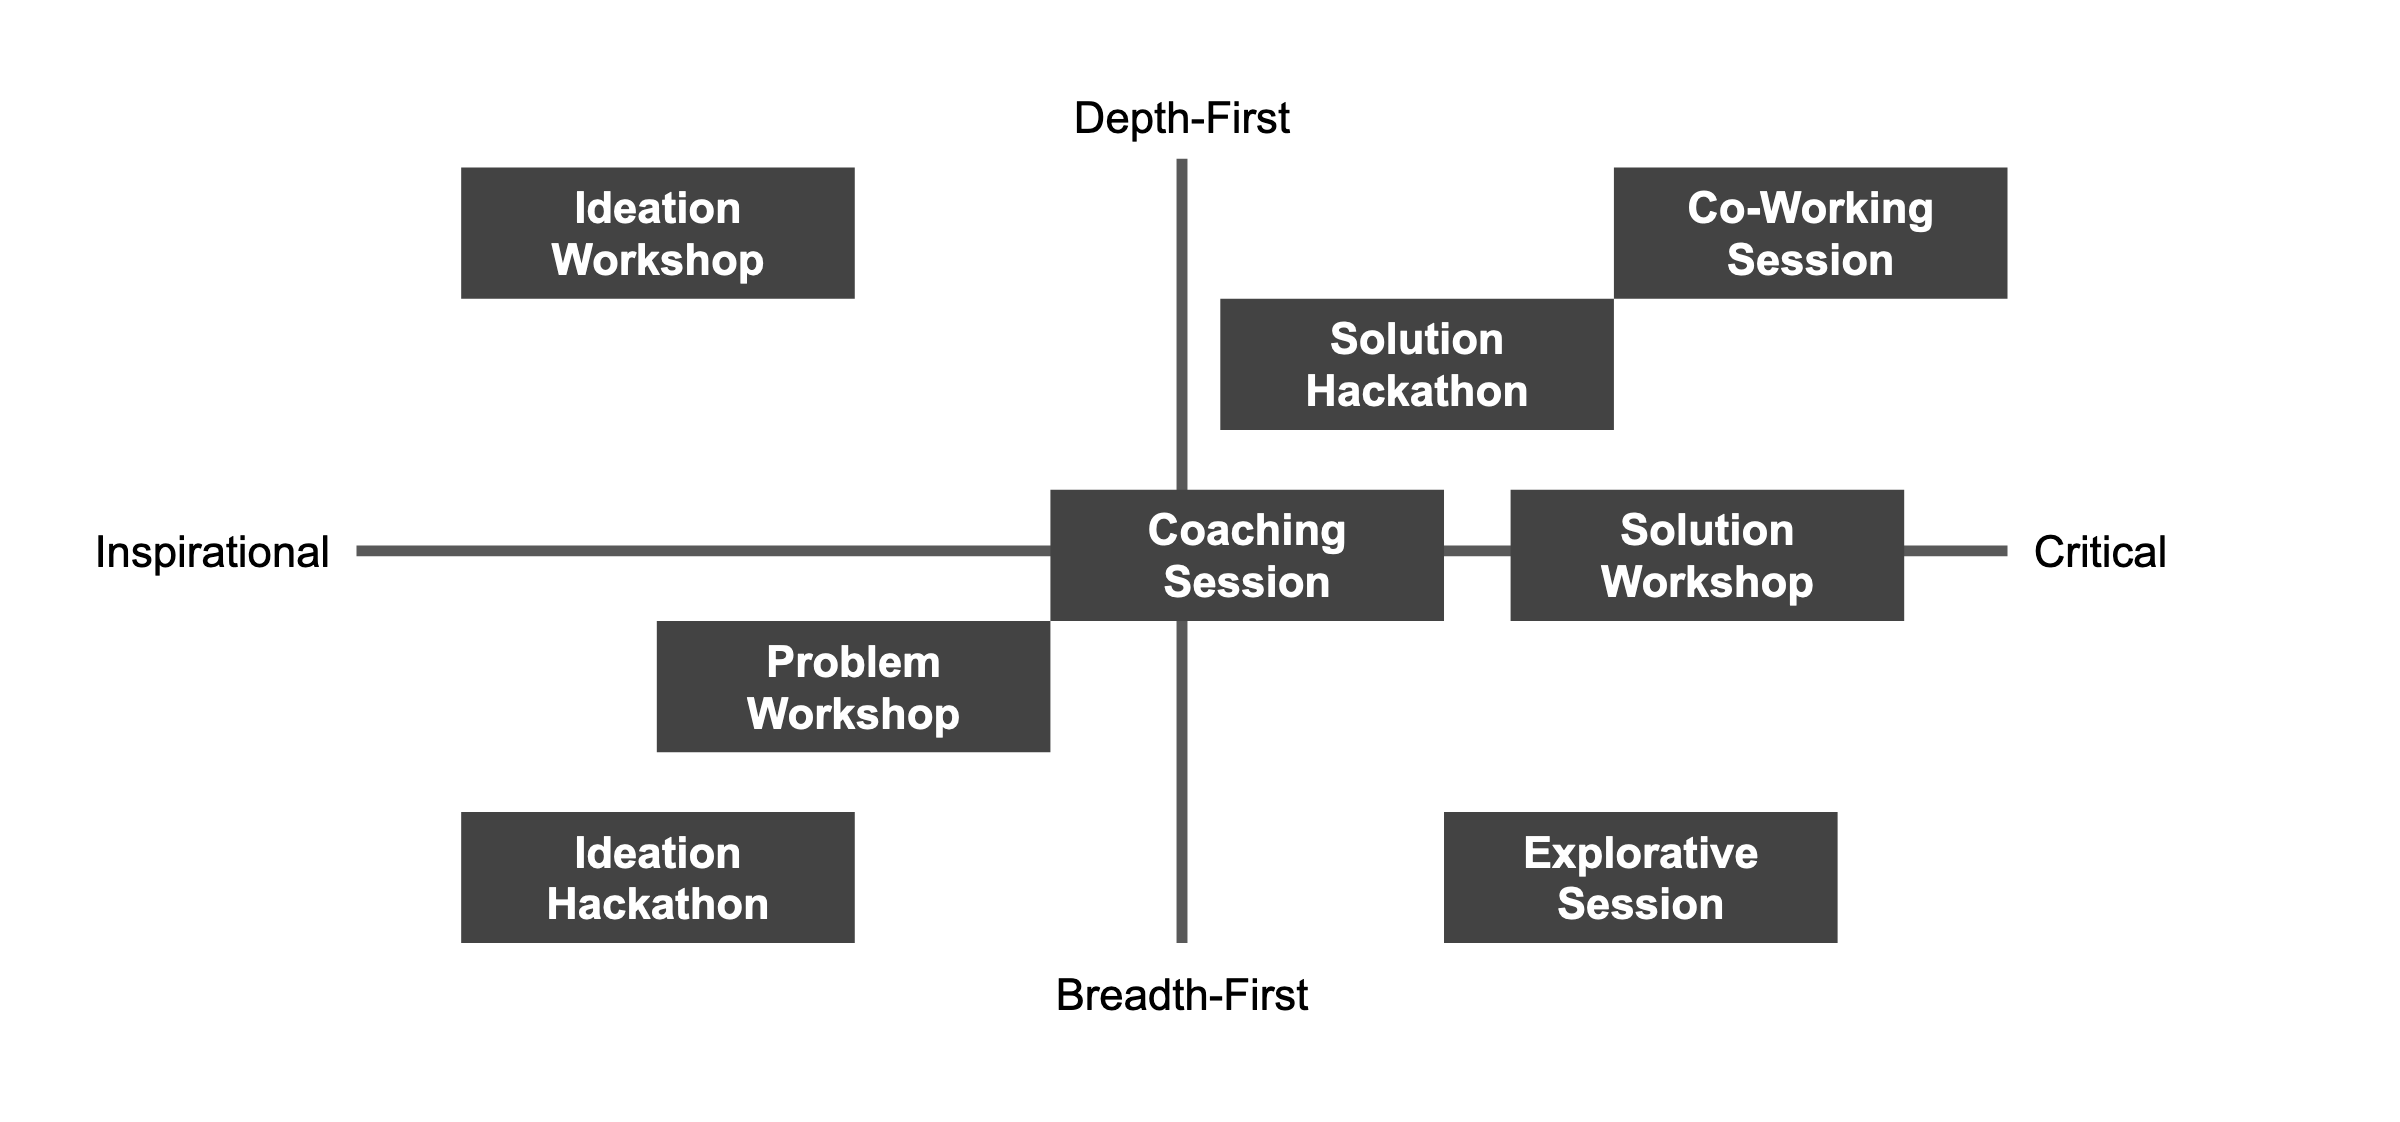 Depth-First
Ideation
Workshop
Co-Working
Session
Solution
Hackathon
Inspirational
Coaching
Session
Solution
Workshop
Critical
Problem
Workshop
Ideation
Hackathon
Explorative
Session
Breadth-First